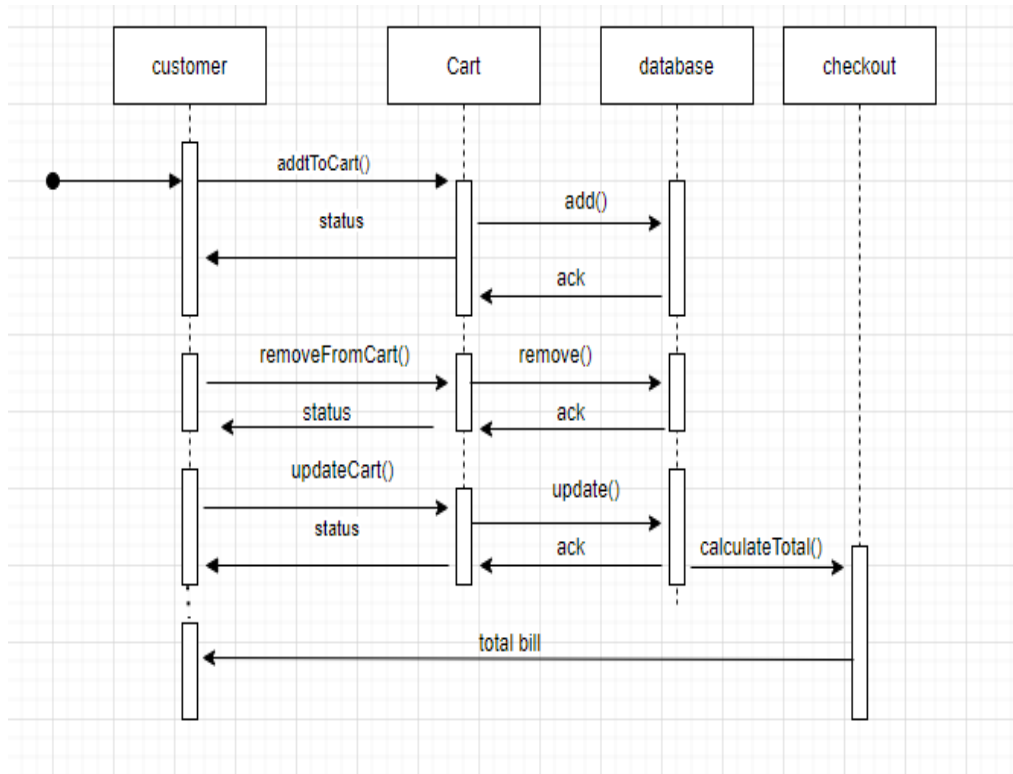 customer
Cart
database
checkout
addtToCart()
add()
status
ack
removeFromCart()
remove()
status
ack
updateCart()
update()
status
ack
calculateTotal()
total bill